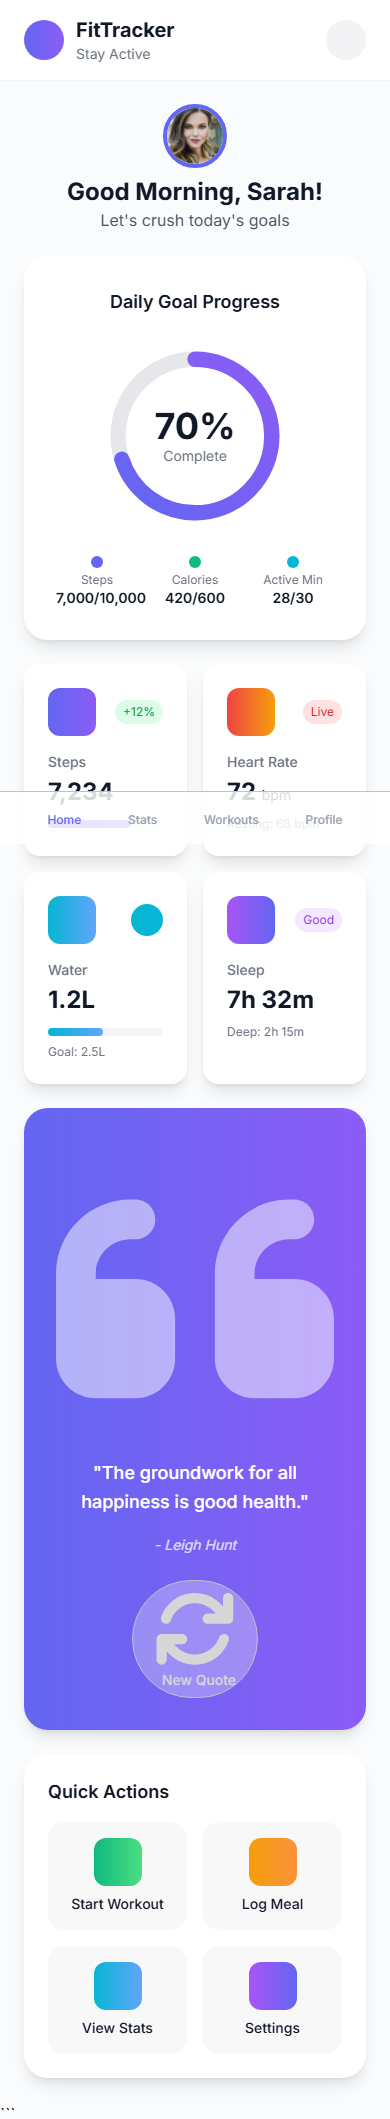 FitTracker
Stay Active
Good Morning, Sarah!
Let's crush today's goals
Daily Goal Progress
70%
Complete
Steps
7,000/10,000
Calories
420/600
Active Min
28/30
+12%
Steps
7,234
Live
Heart Rate
72 bpm
Resting: 68 bpm
Home
Stats
Workouts
Profile
Water
1.2L
Goal: 2.5L
Good
Sleep
7h 32m
Deep: 2h 15m
"The groundwork for all
happiness is good health."
- Leigh Hunt
New Quote
Quick Actions
Start Workout
Log Meal
View Stats
Settings
```